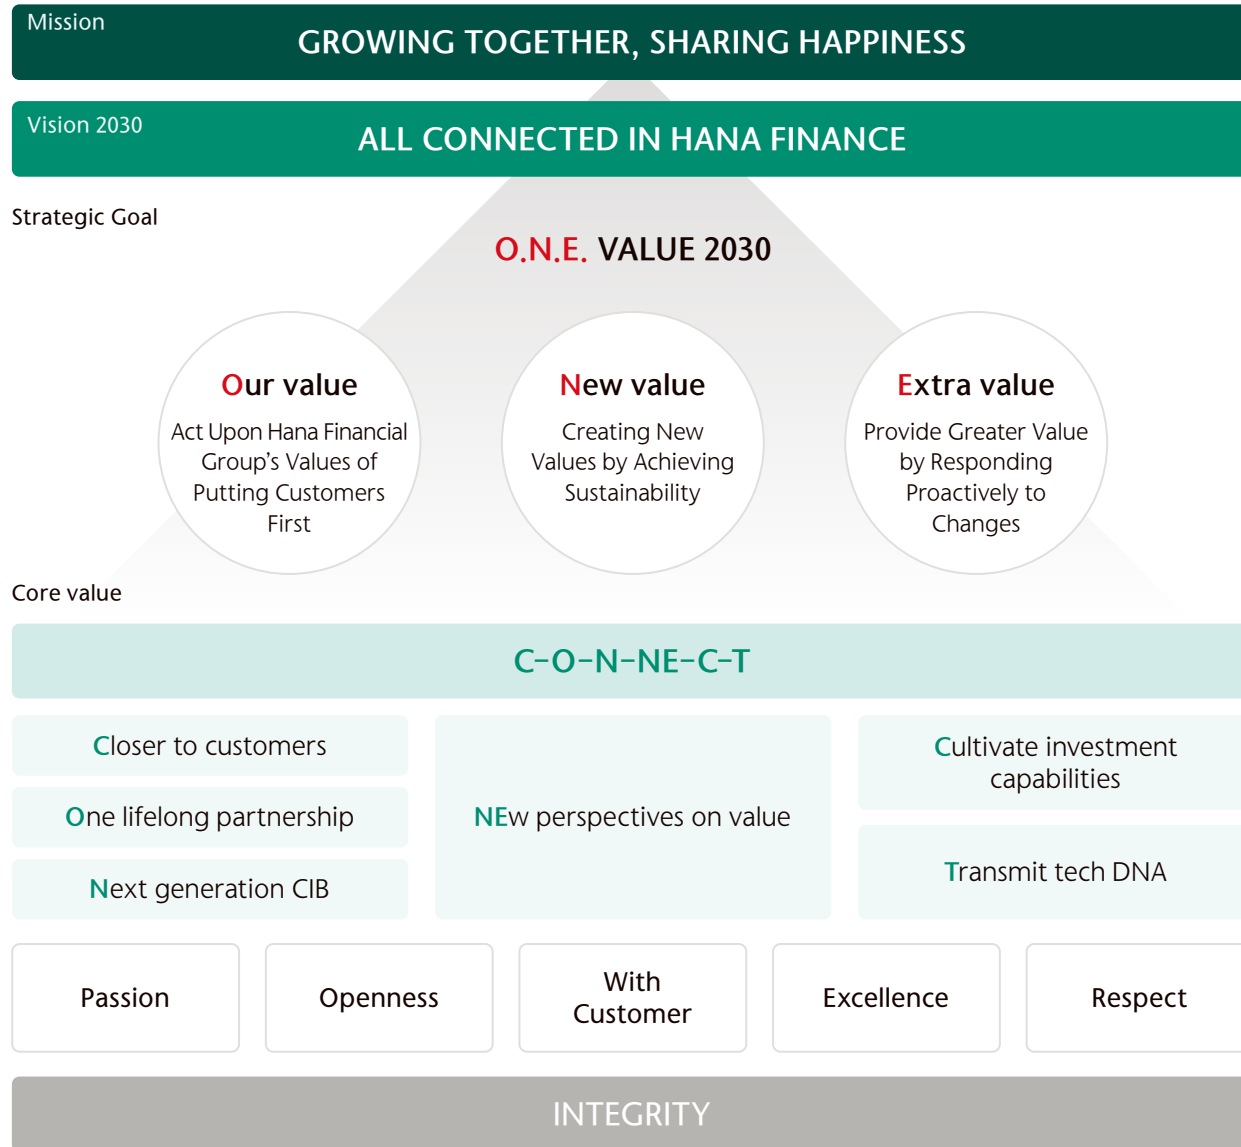 Mission
GROWING TOGETHER, SHARING HAPPINESS
Vision 2030
ALL CONNECTED IN HANA FINANCE
Strategic Goal
O.N.E. VALUE 2030
Our value
Act Upon Hana Financial
Group’s Values of
Putting Customers
First
New value
Creating New
Values by Achieving
Sustainability
Extra value
Provide Greater Value
by Responding
Proactively to
Changes
Core value
C-O-N-NE-C-T
Closer to customers
One lifelong partnership
Next generation CIB
NEw perspectives on value
Cultivate investment
capabilities
Transmit tech DNA
Passion
Openness
With
Customer
Excellence
Respect
INTEGRITY